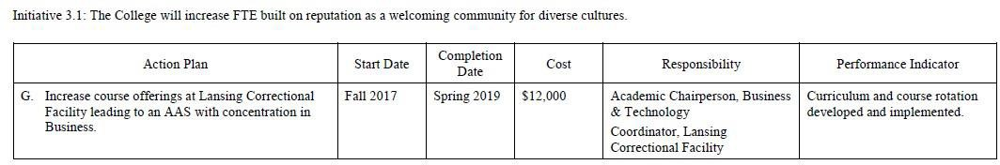 Initiative 3.1: The College will increase FTE built on reputation as a welcoming community for diverse cultures.
Action Plan
Start Date
Completion
Date
Cost
Responsibility
Performance Indicator
G. Increase course offerings at Lansing Correctional
Facility leading to an AAS with concentration in
Business.
Fall 2017
Spring 2019
$12,000
Academic Chairperson, Business
& Technology
Coordinator, Lansing
Correctional Facility
Curriculum and course rotation
developed and implemented.